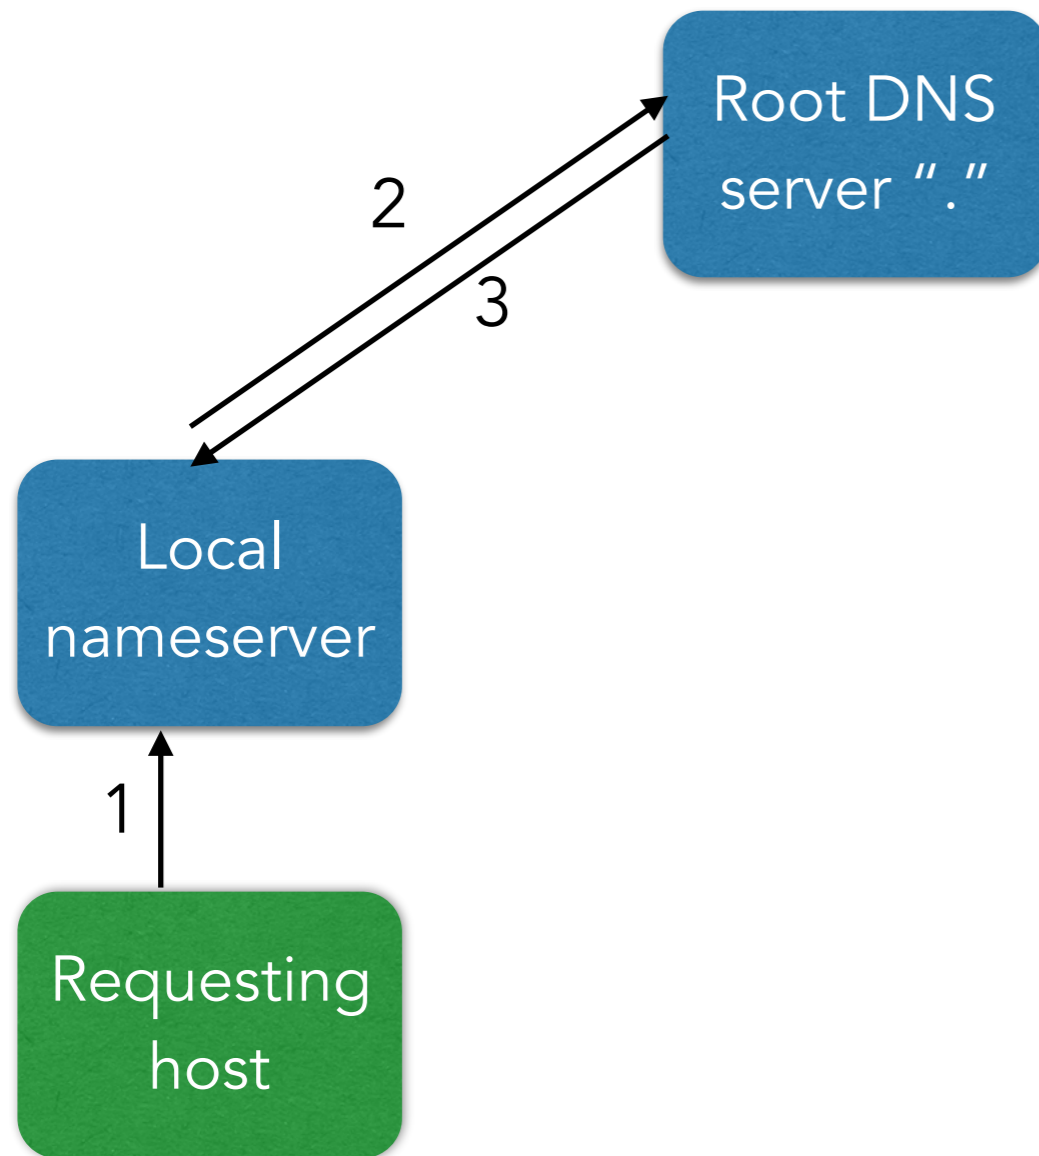 Root DNS
server “.”
2
3
Local
nameserver
1
Requesting
host